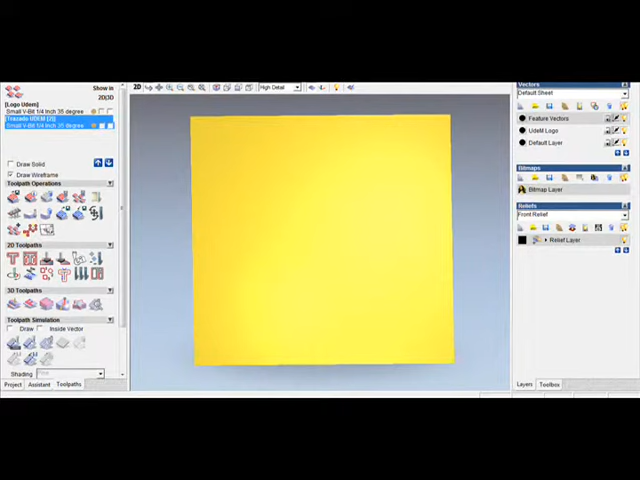 Show in
2D|3D
[Logo Udem]
Small V-Bit 1/4 Inch 35 degree
[Trazado UDEM [2]]
Small V-Bit 1/4 Inch 35 degree
Draw Solid
Draw Wireframe
Toolpath Operations
2D Toolpaths
3D Toolpaths
Toolpath Simulation
Draw
Inside Vector
Shading
Project
Assistant
Toolpaths
2D
High Detail
Vectors
Default Sheet
Feature Vectors
UdeM Logo
Default Layer
Bitmaps
Bitmap Layer
Reliefs
Front Relief
Relief Layer
Layers
Toolbox